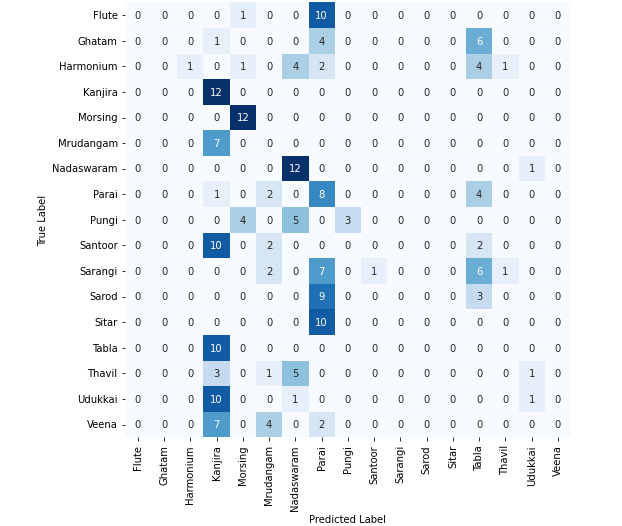 Flute 0 0 0 0 1 0 0 10 0 0 0 0 0 0 0 0 0
Ghatam 0 0 0 1 0 0 0 4 0 0 0 0 0 6 0 0 0
Harmonium 0 0 1 0 1 0 4 2 0 0 0 0 0 4 1 0 0
Kanjira 0 0 0 12 0 0 0 0 0 0 0 0 0 0 0 0 0
Morsing 0 0 0 0 12 0 0 0 0 0 0 0 0 0 0 0 0
Mrudangam 0 0 0 7 0 0 0 0 0 0 0 0 0 0 0 0 0
Nadaswaram 0 0 0 0 0 0 12 0 0 0 0 0 0 0 0 1 0
Parai 0 0 0 1 0 2 0 8 0 0 0 0 0 4 0 0 0
Pungi 0 0 0 0 4 0 5 0 3 0 0 0 0 0 0 0 0
Santoor 0 0 0 10 0 2 0 0 0 0 0 0 0 2 0 0 0
Sarangi 0 0 0 0 0 2 0 7 0 1 0 0 0 6 1 0 0
Sarod 0 0 0 0 0 0 0 9 0 0 0 0 0 3 0 0 0
Sitar 0 0 0 0 0 0 0 10 0 0 0 0 0 0 0 0 0
Tabla 0 0 0 10 0 0 0 0 0 0 0 0 0 0 0 0 0
Thavil 0 0 0 3 0 1 5 0 0 0 0 0 0 0 0 1 0
Udukkai 0 0 0 10 0 0 1 0 0 0 0 0 0 0 0 1 0
Veena 0 0 0 7 0 4 0 2 0 0 0 0 0 0 0 0 0
True Label
Flute
Ghatam
Harmonium
Kanjira
Morsing
Mrudangam
Nadaswaram
Parai
Pungi
Santoor
Sarangi
Sarod
Sitar
Tabla
Thavil
Udukkai
Veena
Predicted Label